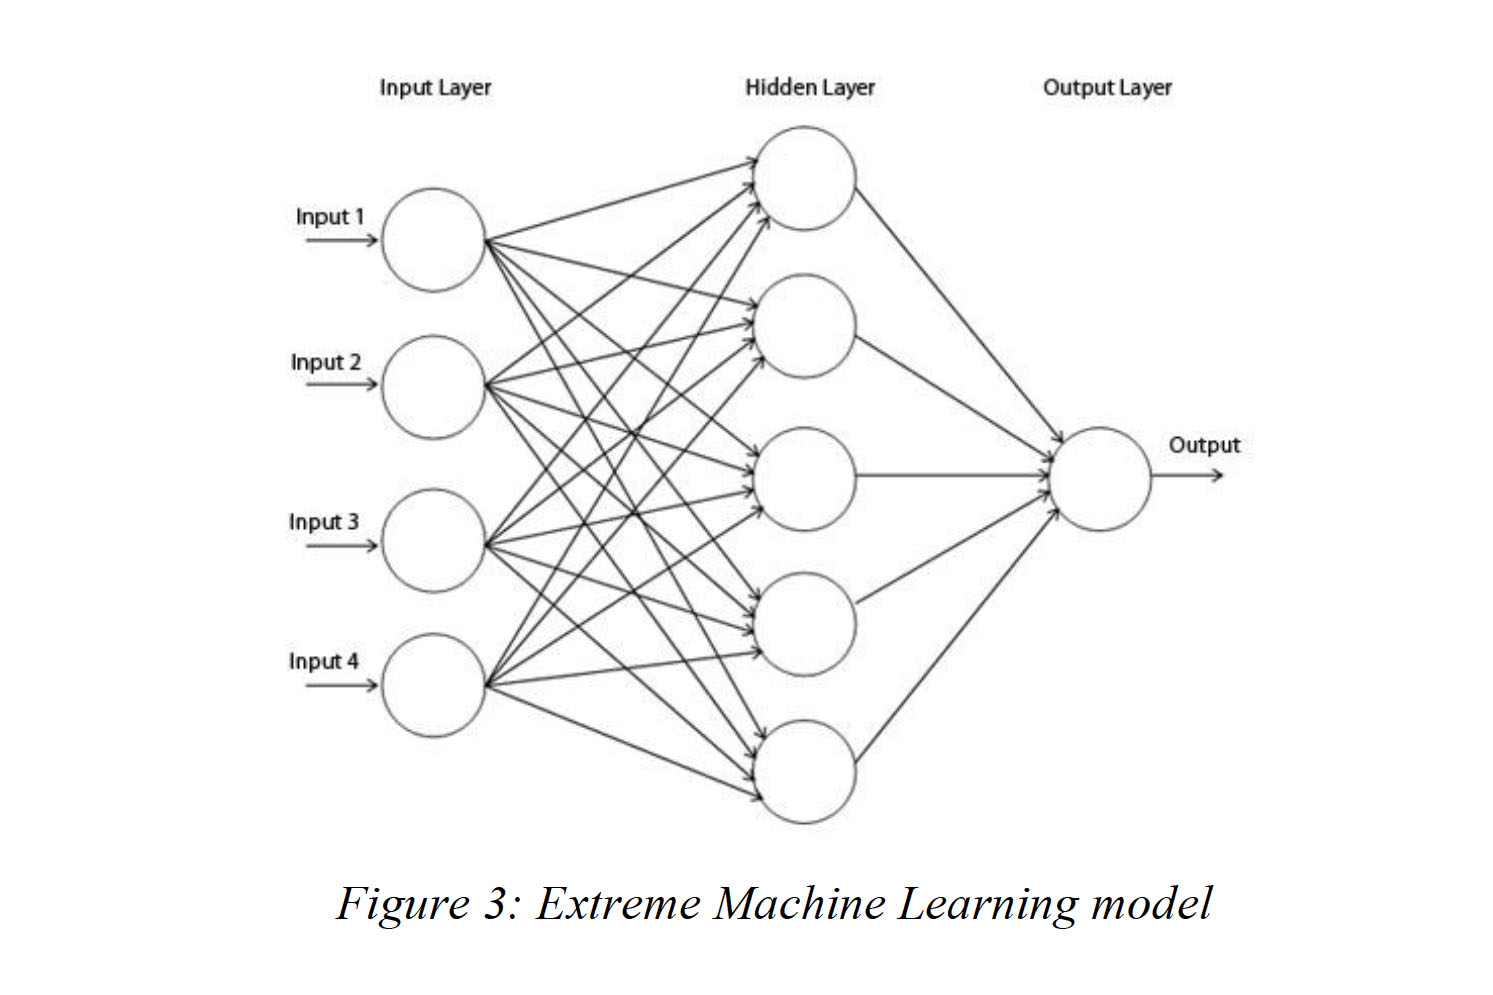 Input Layer
Hidden Layer
Output Layer
Input 1
Input 2
Input 3
Input 4
Output
Figure 3: Extreme Machine Learning model